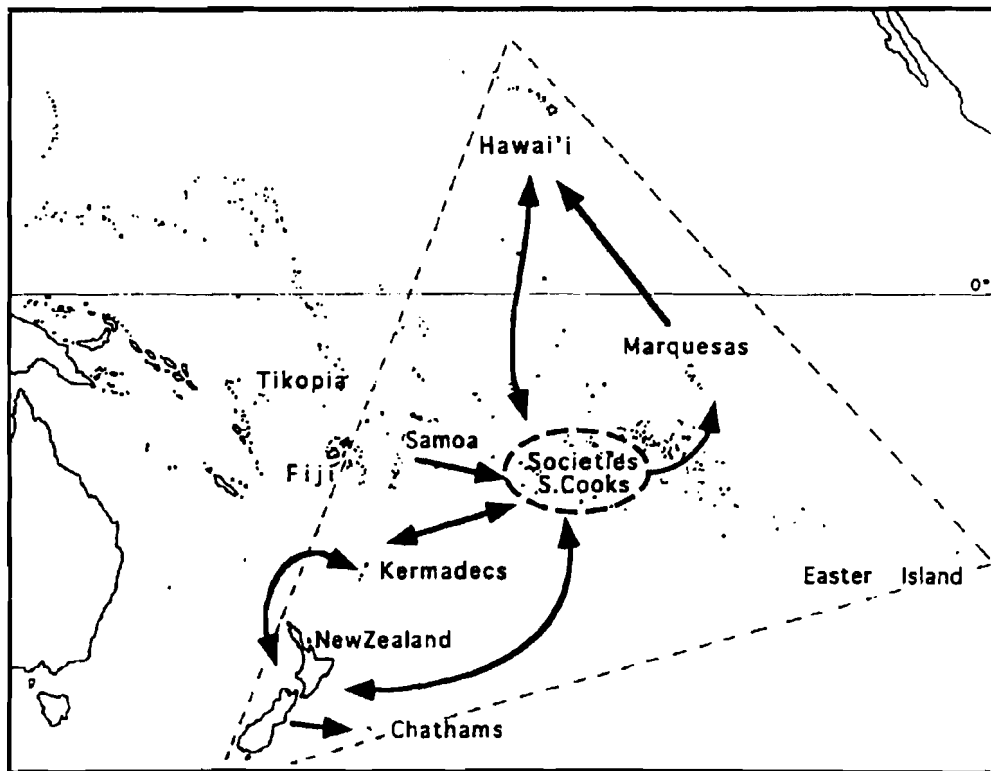 Hawai'i
0°
Marquesas
Tikopia
Samoa
Fiji
Societies
S.Cooks
Kermadecs
Easter Island
NewZealand
Chathams